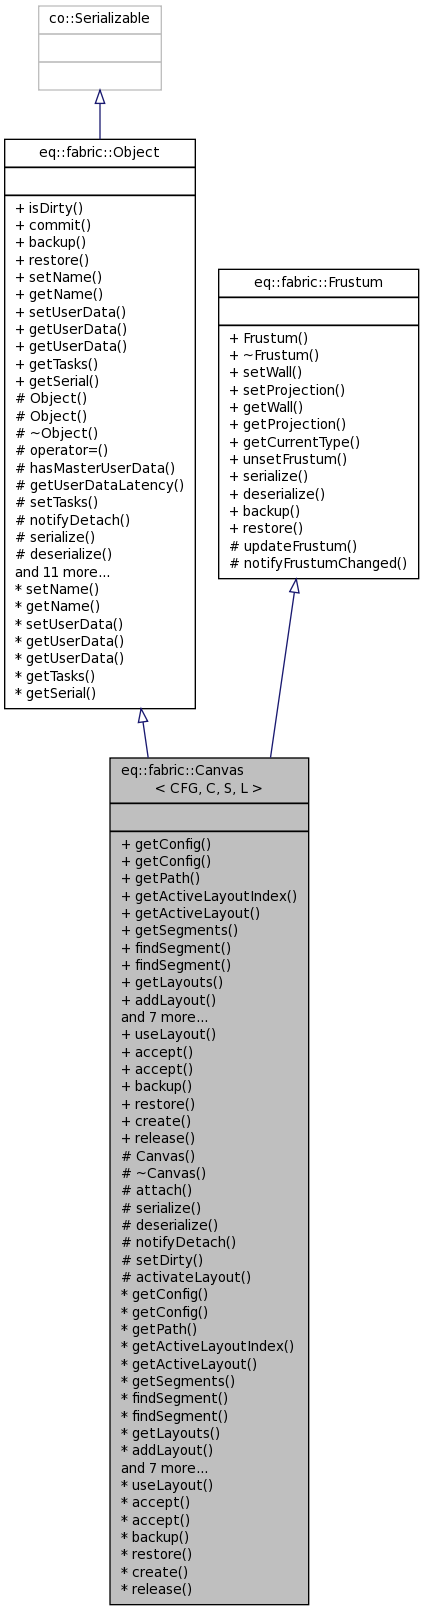 co::Serializable
eq::fabric::Object
+ isDirty()
+ commit()
+ backup()
+ restore()
+ setName()
+ getName()
+ setUserData()
+ getUserData()
+ getUserData()
+ getTasks()
+ getSerial()
# Object()
# Object()
# ~Object()
# operator=()
# hasMasterUserData()
# getUserDataLatency()
# setTasks()
# notifyDetach()
# serialize()
# deserialize()
and 11 more...
* setName()
* getName()
* setUserData()
* getUserData()
* getUserData()
* getTasks()
* getSerial()
eq::fabric::Frustum
+ Frustum()
+ ~Frustum()
+ setWall()
+ setProjection()
+ getWall()
+ getProjection()
+ getCurrentType()
+ unsetFrustum()
+ serialize()
+ deserialize()
+ backup()
+ restore()
# updateFrustum()
# notifyFrustumChanged()
eq::fabric::Canvas
< CFG, C, S, L >
+ getConfig()
+ getConfig()
+ getPath()
+ getActiveLayoutIndex()
+ getActiveLayout()
+ getSegments()
+ findSegment()
+ findSegment()
+ getLayouts()
+ addLayout()
and 7 more...
+ useLayout()
+ accept()
+ accept()
+ backup()
+ restore()
+ create()
+ release()
# Canvas()
# ~Canvas()
# attach()
# serialize()
# deserialize()
# notifyDetach()
# setDirty()
# activateLayout()
* getConfig()
* getConfig()
* getPath()
* getActiveLayoutIndex()
* getActiveLayout()
* getSegments()
* findSegment()
* findSegment()
* getLayouts()
* addLayout()
and 7 more...
* useLayout()
* accept()
* accept()
* backup()
* restore()
* create()
* release()